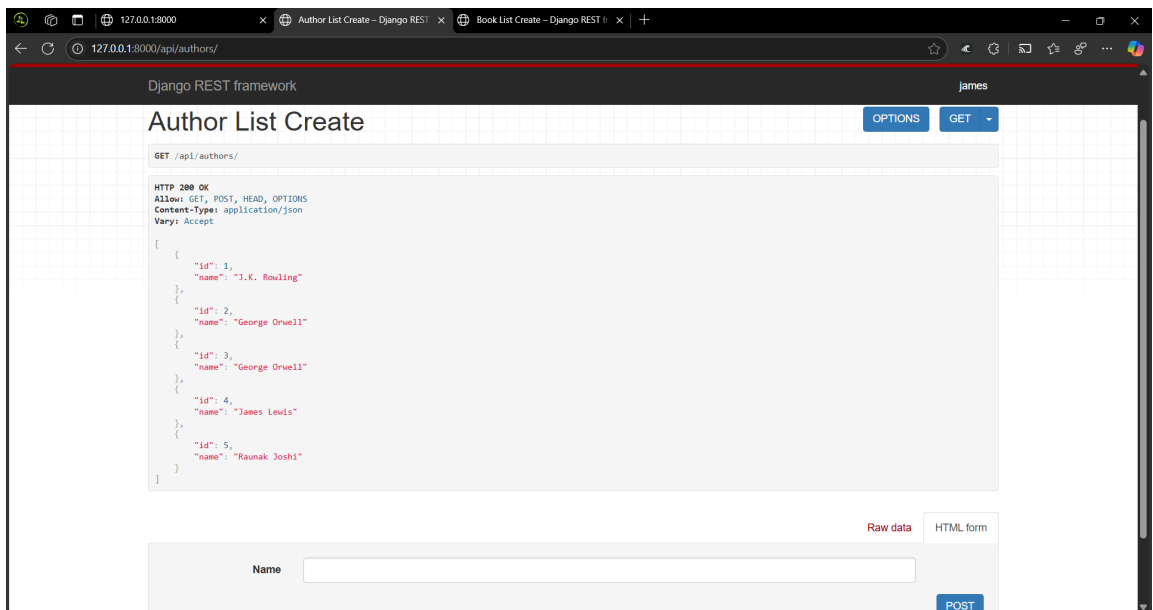 127.0.0.1:8000
Author List Create – Django REST
Book List Create – Django REST fr
127.0.0.1:8000/api/authors/
Django REST framework
james
Author List Create
OPTIONS
GET
GET /api/authors/
HTTP 200 OK
Allow: GET, POST, HEAD, OPTIONS
Content-Type: application/json
Vary: Accept
[
{
"id": 1,
"name": "J.K. Rowling"
},
{
"id": 2,
"name": "George Orwell"
},
{
"id": 3,
"name": "George Orwell"
},
{
"id": 4,
"name": "James Lewis"
},
{
"id": 5,
"name": "Raunak Joshi"
}
]
Raw data
HTML form
Name
POST